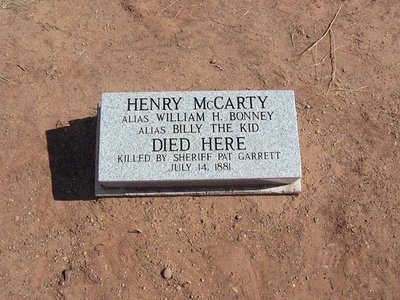 HENRY McCARTY
ALIAS WILLIAM H. BONNEY
ALIAS BILLY THE KID
DIED HERE
KILLED BY SHERIFF PAT GARRETT
JULY 14, 1881